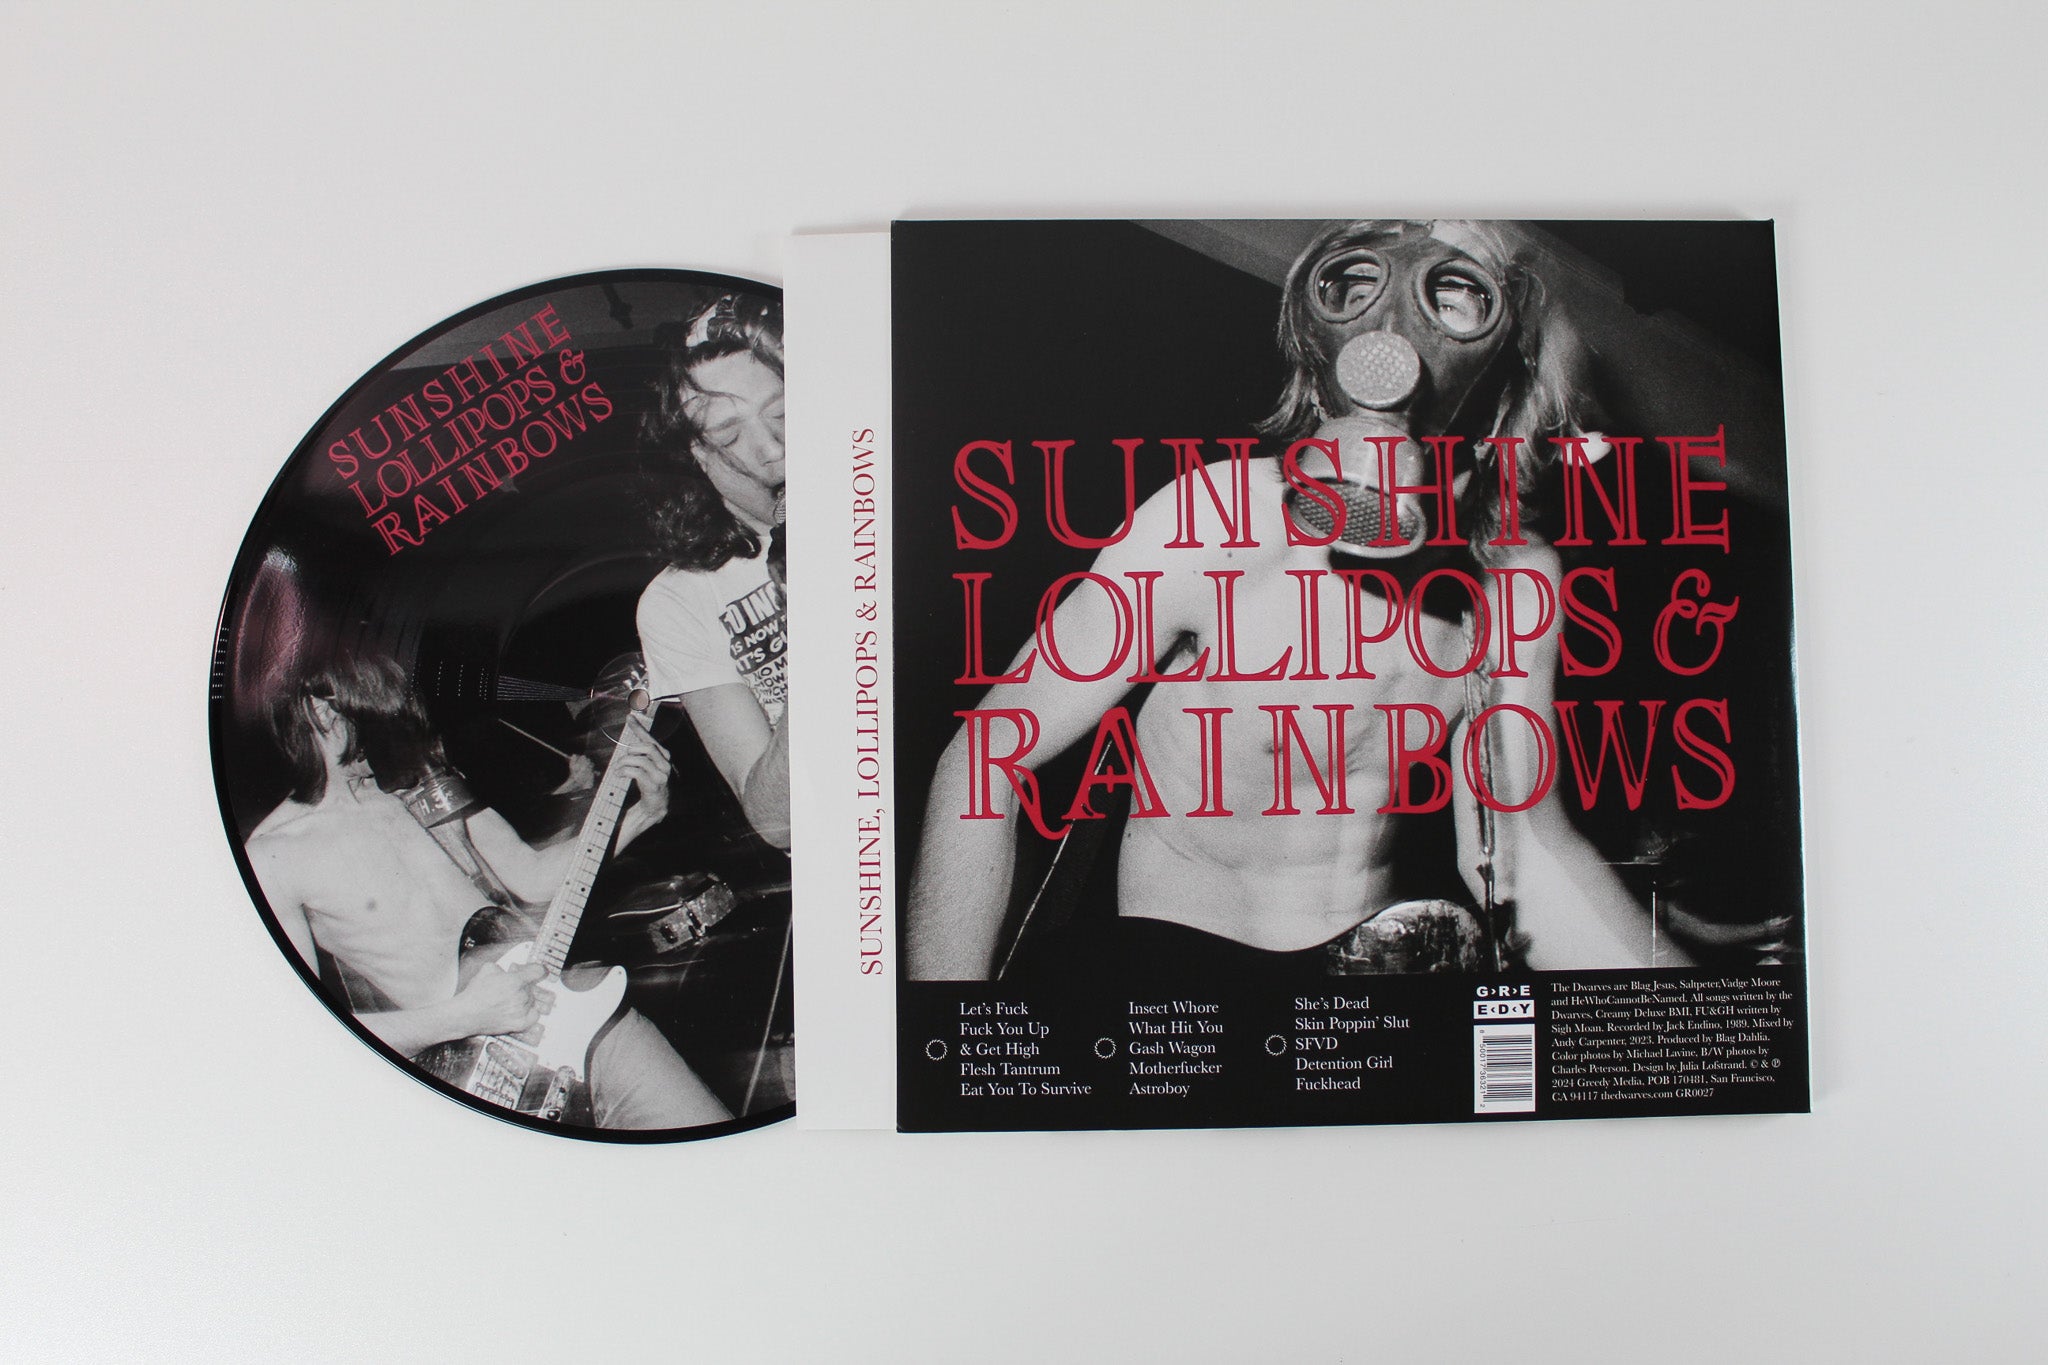 SUNSHINE
LOLLIPOPS &
RAINBOWS
H.
SUNSHINE, LOLLIPOPS & RAINBOWS
SUNSHINE
LOLLIPOPS &
RAINBOWS
Let's Fuck
Fuck You Up
& Get High
Flesh Tantrum
Eat You To Survive
Insect Whore
What Hit You
Gash Wagon
Motherfucker
Astroboy
She's Dead
Skin Poppin' Slut
SFVD
Detention Girl
Fuckhead
G›R›E
E‹D‹Y
8 50017 73632 1 2
The Dwarves are Blag Jesus, Saltpeter,Vadge Moore
and HeWhoCannotBeNamed. All songs written by the
Dwarves, Creamy Deluxe BMI, FU&GH written by
Sigh Moan. Recorded by Jack Endino, 1989. Mixed by
Andy Carpenter, 2023. Produced by Blag Dahlia.
Color photos by Michael Lavine, B/W photos by
Charles Peterson. Design by Julia Lofstrand. © & ℗
2024 Greedy Media, POB 170481, San Francisco,
CA 94117 thedwarves.com GR0027